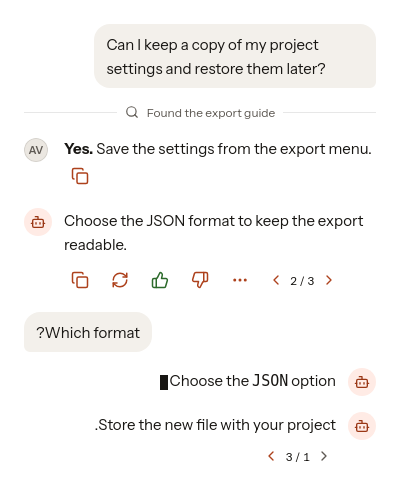 Can I keep a copy of my project
settings and restore them later?
Found the export guide
AV
Yes. Save the settings from the export menu.
Choose the JSON format to keep the export
readable.
2 / 3
?Which format
Choose the JSON option
.Store the new file with your project
3 / 1